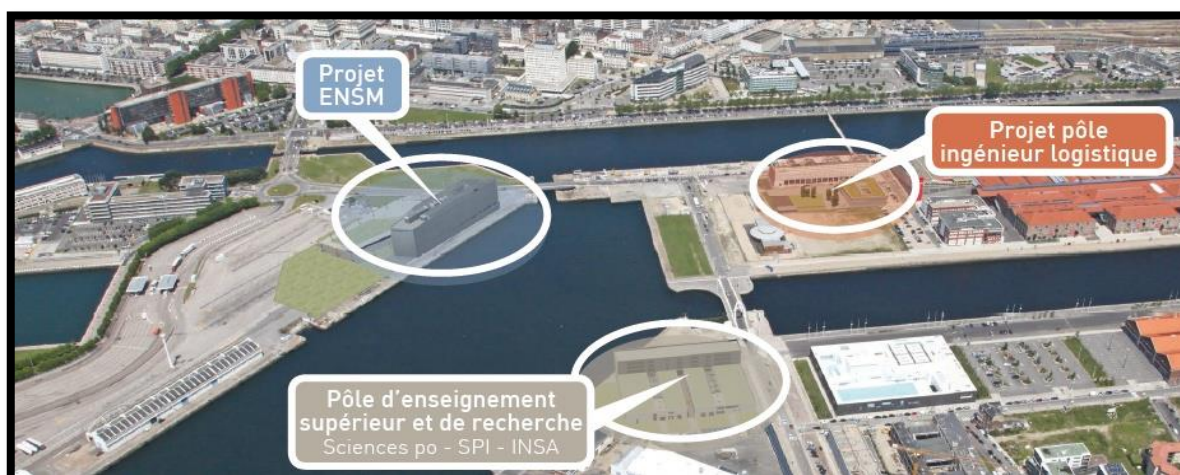 Projet
ENSM
Projet pôle
ingénieur logistique
Pôle d'enseignement
supérieur et de recherche
Sciences po - SPI - INSA